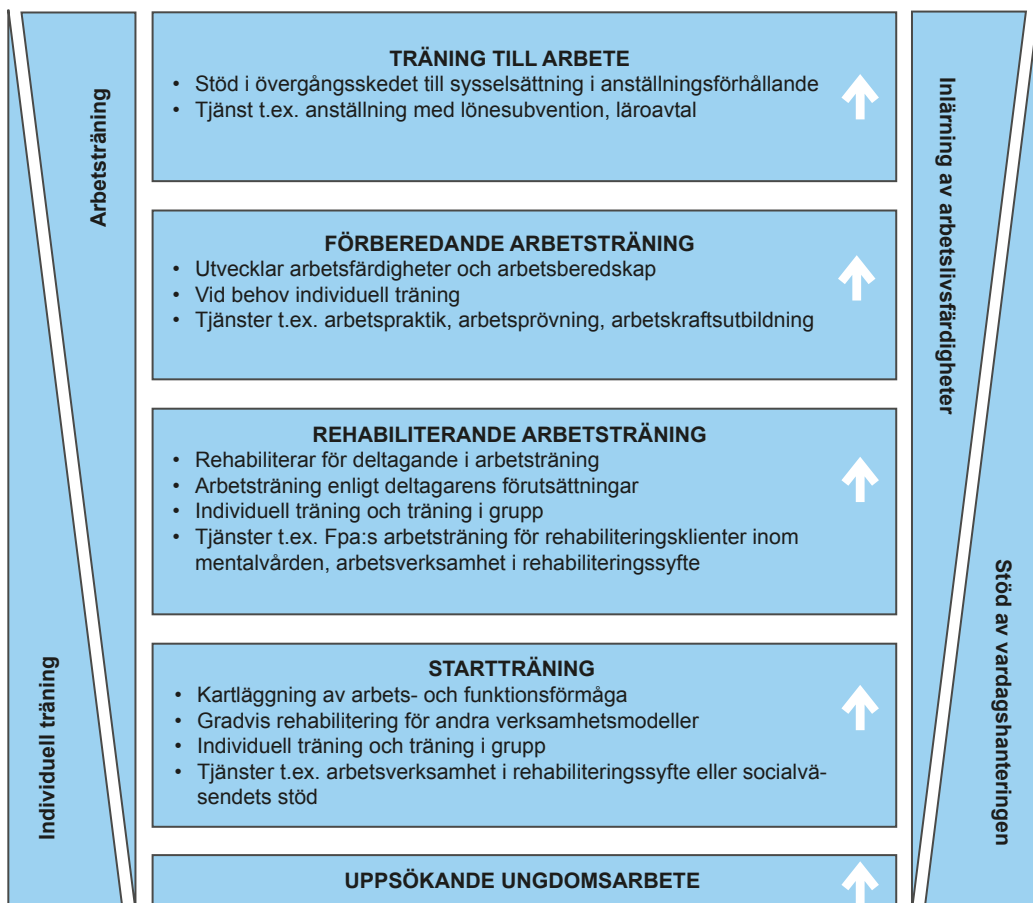 Arbetsträning
Individuell träning
TRÄNING TILL ARBETE
• Stöd i övergångsskedet till sysselsättning i anställningsförhållande
• Tjänst t.ex. anställning med lönesubvention, läroavtal
FÖRBEREDANDE ARBETSTRÄNING
• Utvecklar arbetsfärdigheter och arbetsberedskap
• Vid behov individuell träning
• Tjänster t.ex. arbetspraktik, arbetsprövning, arbetskraftsutbildning
REHABILITERANDE ARBETSTRÄNING
• Rehabiliterar för deltagande i arbetsträning
• Arbetsträning enligt deltagarens förutsättningar
• Individuell träning och träning i grupp
• Tjänster t.ex. Fpa:s arbetsträning för rehabiliteringsklienter inom
mentalvården, arbetsverksamhet i rehabiliteringssyfte
STARTTRÄNING
• Kartläggning av arbets- och funktionsförmåga
• Gradvis rehabilitering för andra verksamhetsmodeller
• Individuell träning och träning i grupp
• Tjänster t.ex. arbetsverksamhet i rehabiliteringssyfte eller socialvä-
sendets stöd
UPPSÖKANDE UNGDOMSARBETE
Inlärning av arbetslivsfärdigheter
Stöd av vardagshanteringen